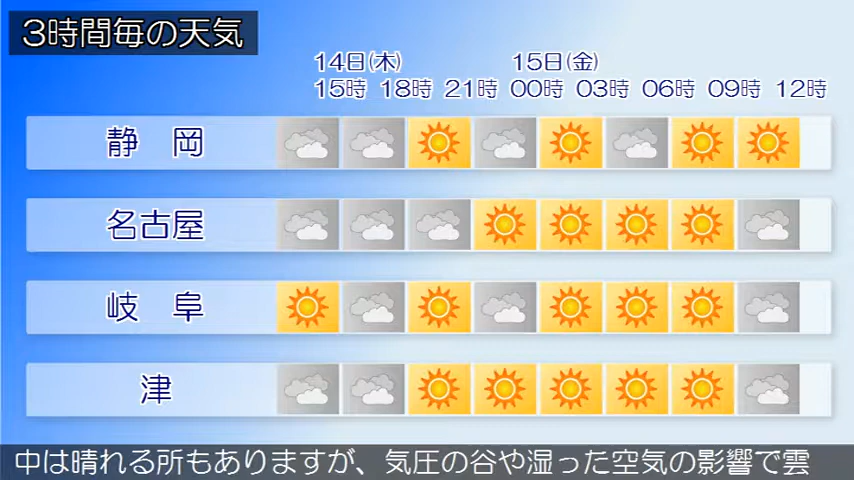 3時間毎の天気
14日(木) 15日(金)
15時 18時 21時 00時 03時 06時 09時 12時
静 岡
名古屋
岐 阜
津
中は晴れる所もありますが、気圧の谷や湿った空気の影響で雲